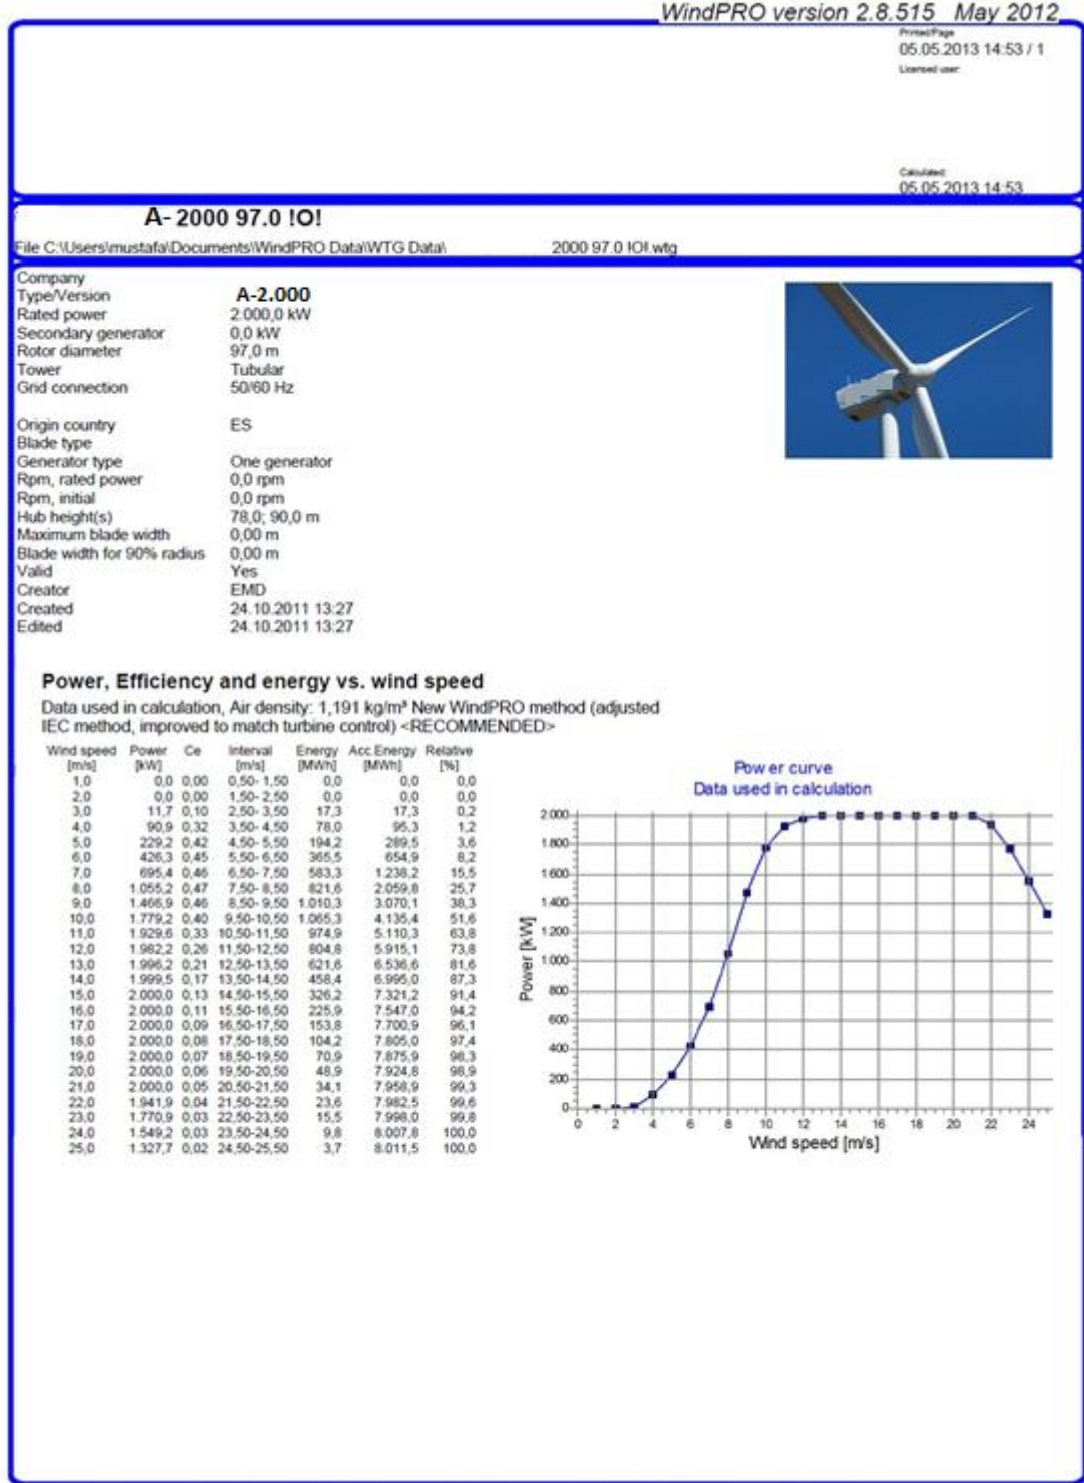 WindPRO version 2.8.515 May 2012
Printed/Page
05.05.2013 14:53 / 1
Licensed user:
Calculated:
05.05.2013 14:53
A- 2000 97.0 !O!
File C:\Users\mustafa\Documents\WindPRO Data\WTG Data\ 2000 97.0 !O!.wtg
Company
Type/Version A-2.000
Rated power 2.000,0 kW
Secondary generator 0,0 kW
Rotor diameter 97,0 m
Tower Tubular
Grid connection 50/60 Hz
Origin country ES
Blade type
Generator type One generator
Rpm, rated power 0,0 rpm
Rpm, initial 0,0 rpm
Hub height(s) 78,0; 90,0 m
Maximum blade width 0,00 m
Blade width for 90% radius 0,00 m
Valid Yes
Creator EMD
Created 24.10.2011 13:27
Edited 24.10.2011 13:27
Power, Efficiency and energy vs. wind speed
Data used in calculation, Air density: 1,191 kg/m³ New WindPRO method (adjusted
IEC method, improved to match turbine control) <RECOMMENDED>
Wind speed Power Ce Interval Energy Acc.Energy Relative
[m/s] [kW] [m/s] [MWh] [MWh] [%]
1,0 0,0 0,00 0,50- 1,50 0,0 0,0 0,0
2,0 0,0 0,00 1,50- 2,50 0,0 0,0 0,0
3,0 11,7 0,10 2,50- 3,50 17,3 17,3 0,2
4,0 90,9 0,32 3,50- 4,50 78,0 95,3 1,2
5,0 229,2 0,42 4,50- 5,50 194,2 289,5 3,6
6,0 426,3 0,45 5,50- 6,50 365,5 654,9 8,2
7,0 695,4 0,46 6,50- 7,50 583,3 1.238,2 15,5
8,0 1.055,2 0,47 7,50- 8,50 821,6 2.059,8 25,7
9,0 1.466,9 0,46 8,50- 9,50 1.010,3 3.070,1 38,3
10,0 1.779,2 0,40 9,50-10,50 1.065,3 4.135,4 51,6
11,0 1.929,6 0,33 10,50-11,50 974,9 5.110,3 63,8
12,0 1.982,2 0,26 11,50-12,50 804,8 5.915,1 73,8
13,0 1.996,2 0,21 12,50-13,50 621,6 6.536,6 81,6
14,0 1.999,5 0,17 13,50-14,50 458,4 6.995,0 87,3
15,0 2.000,0 0,13 14,50-15,50 326,2 7.321,2 91,4
16,0 2.000,0 0,11 15,50-16,50 225,9 7.547,0 94,2
17,0 2.000,0 0,09 16,50-17,50 153,8 7.700,9 96,1
18,0 2.000,0 0,08 17,50-18,50 104,2 7.805,0 97,4
19,0 2.000,0 0,07 18,50-19,50 70,9 7.875,9 98,3
20,0 2.000,0 0,06 19,50-20,50 48,9 7.924,8 98,9
21,0 2.000,0 0,05 20,50-21,50 34,1 7.958,9 99,3
22,0 1.941,9 0,04 21,50-22,50 23,6 7.982,5 99,6
23,0 1.770,9 0,03 22,50-23,50 15,5 7.998,0 99,8
24,0 1.549,2 0,03 23,50-24,50 9,8 8.007,8 100,0
25,0 1.327,7 0,02 24,50-25,50 3,7 8.011,5 100,0
Power curve
Data used in calculation
2.000
1.800
1.600
1.400
1.200
1.000
800
600
400
200
0
Power [kW]
0 2 4 6 8 10 12 14 16 18 20 22 24
Wind speed [m/s]